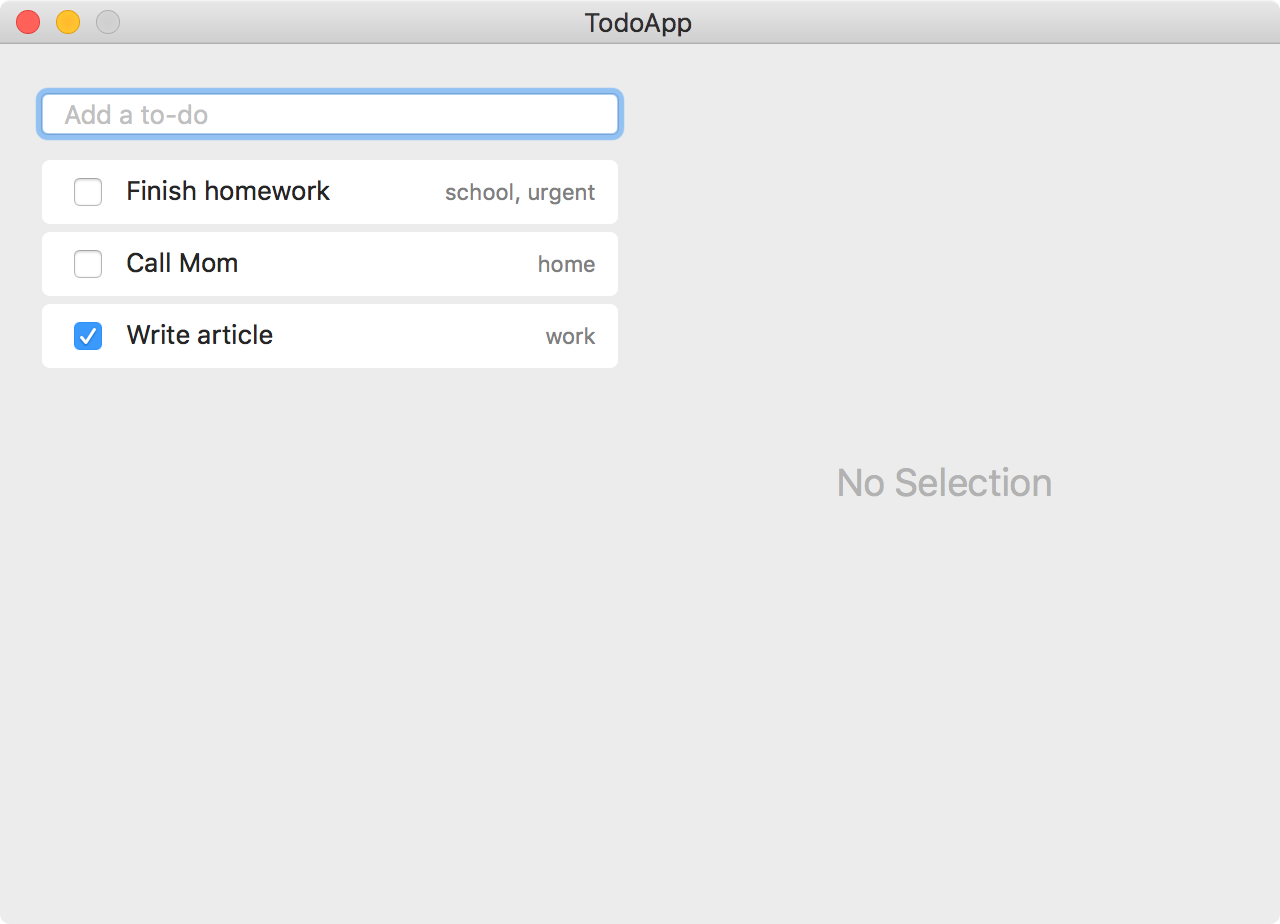 TodoApp
Add a to-do
Finish homework school, urgent
Call Mom home
Write article work
No Selection